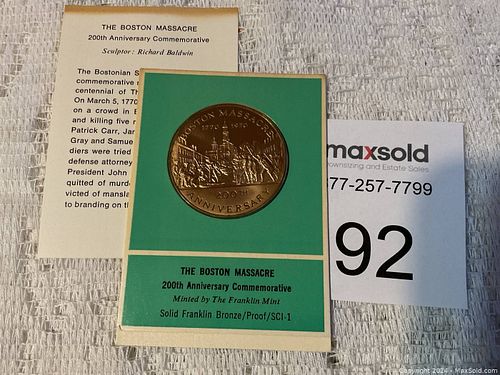 THE BOSTON MASSACRE
200th Anniversary Commemorative
Sculptor: Richard Baldwin
The Bostonian S
commemorative
centennial of Th
On March 5, 1770
on a crowd in B
and killing five
Patrick Carr, Jam
Gray and Samue
diers were tried
defense attorney
President John
quitted of murd
victed of mansla
to branding on th
BOSTON MASSACRE
1770 1970
200TH
ANNIVERSARY
THE BOSTON MASSACRE
200th Anniversary Commemorative
Minted by The Franklin Mint
Solid Franklin Bronze/Proof/SCI-1
maxsold
Downsizing and Estate Sales
77-257-7799
92
Copyright 2024 - MaxSold.com